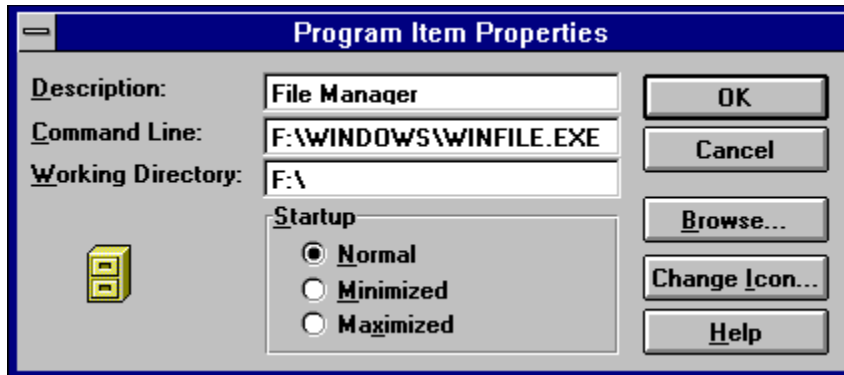 Program Item Properties
Description: File Manager OK
Command Line: F:\WINDOWS\WINFILE.EXE Cancel
Working Directory: F:\
Startup Browse...
Normal
Minimized Change Icon...
Maximized Help